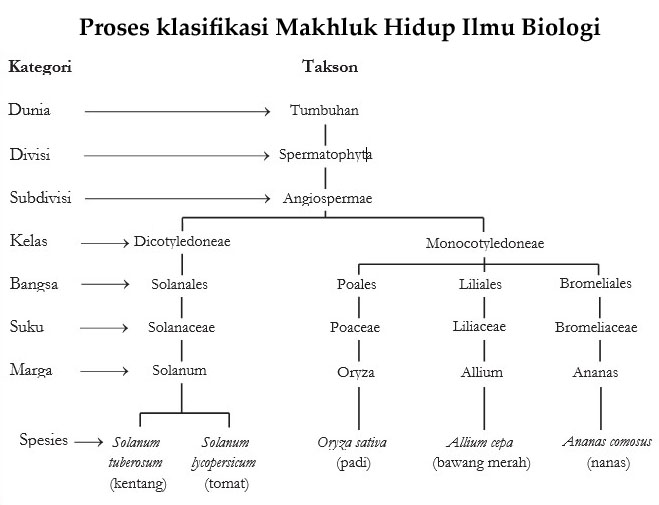 Proses klasifikasi Makhluk Hidup Ilmu Biologi
Kategori Takson
Dunia Tumbuhan
Divisi Spermatophyta
Subdivisi Angiospermae
Kelas Dicotyledoneae Monocotyledoneae
Bangsa Solanales Poales Liliales Bromeliales
Suku Solanaceae Poaceae Liliaceae Bromeliaceae
Marga Solanum Oryza Allium Ananas
Spesies Solanum Solanum Oryza sativa Allium cepa Ananas comosus
tuberosum lycopersicum (padi) (bawang merah) (nanas)
(kentang) (tomat)